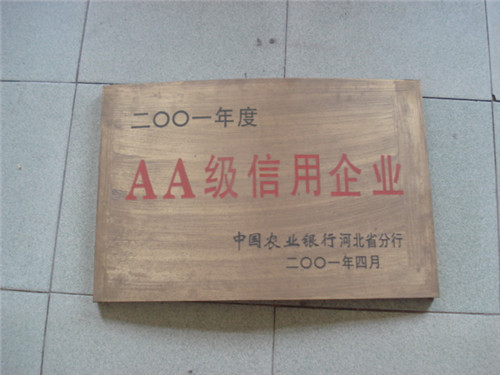 二〇〇一年度
AA级信用企业
中国农业银行河北省分行
二〇〇一年四月